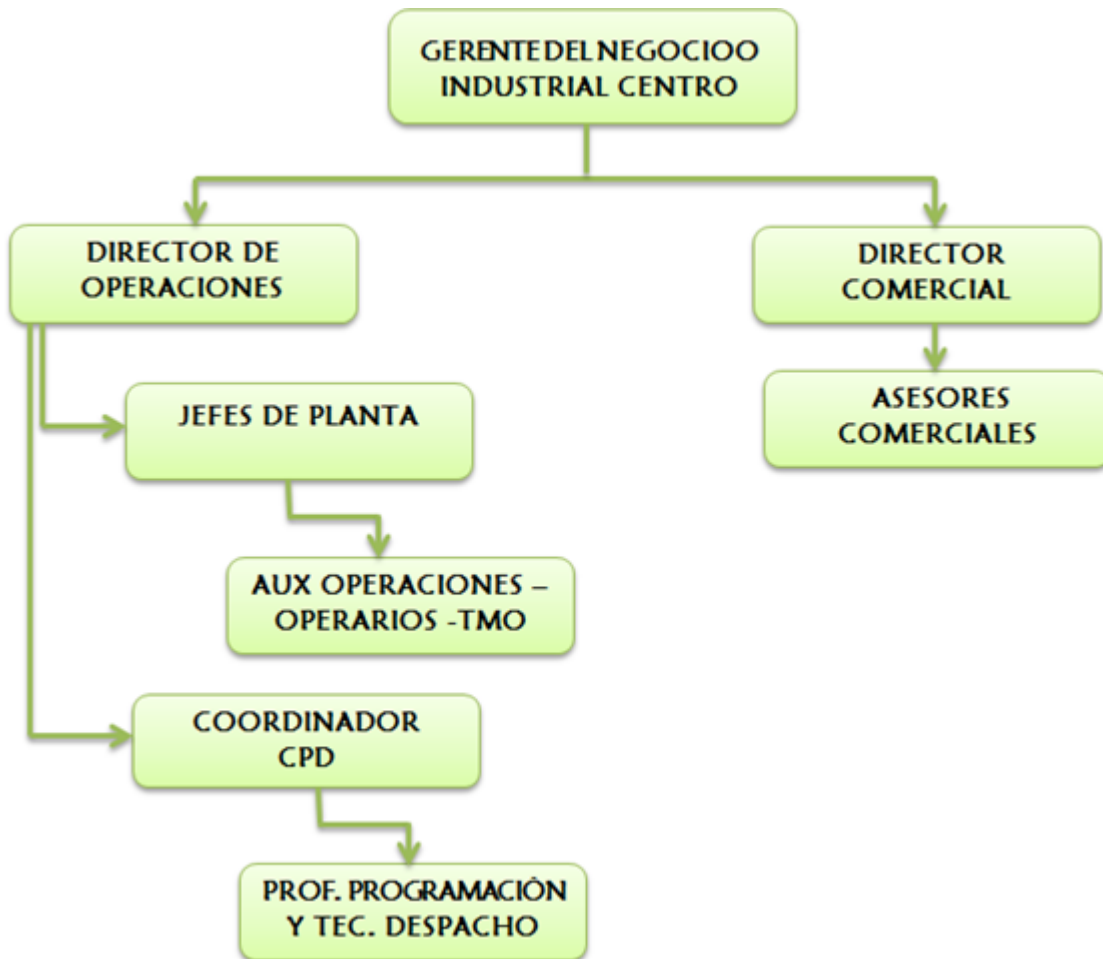 GERENTE DEL NEGOCIOO
INDUSTRIAL CENTRO
DIRECTOR DE
OPERACIONES
DIRECTOR
COMERCIAL
JEFES DE PLANTA
ASESORES
COMERCIALES
AUX OPERACIONES –
OPERARIOS -TMO
COORDINADOR
CPD
PROF. PROGRAMACIÓN
Y TEC. DESPACHO